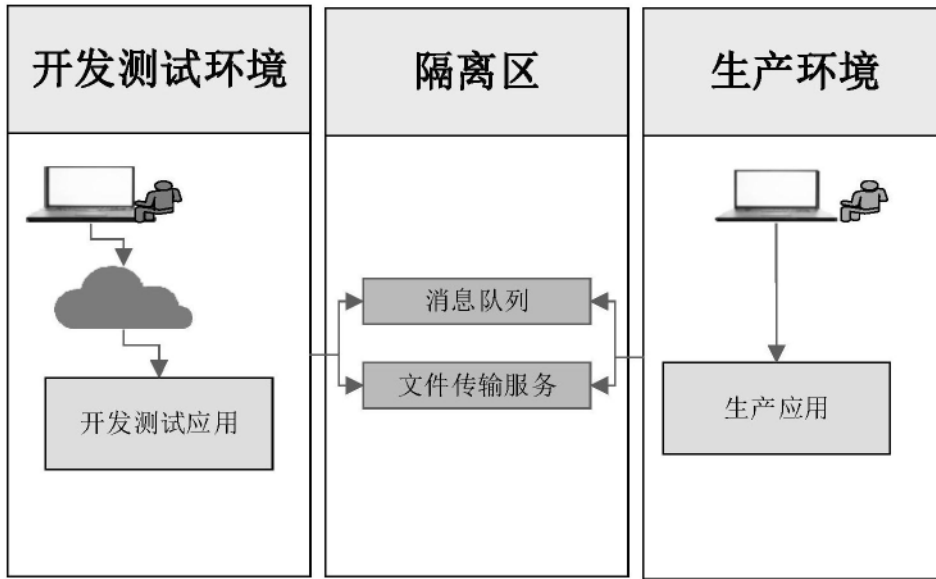 开发测试环境
隔离区
生产环境
消息队列
文件传输服务
开发测试应用
生产应用